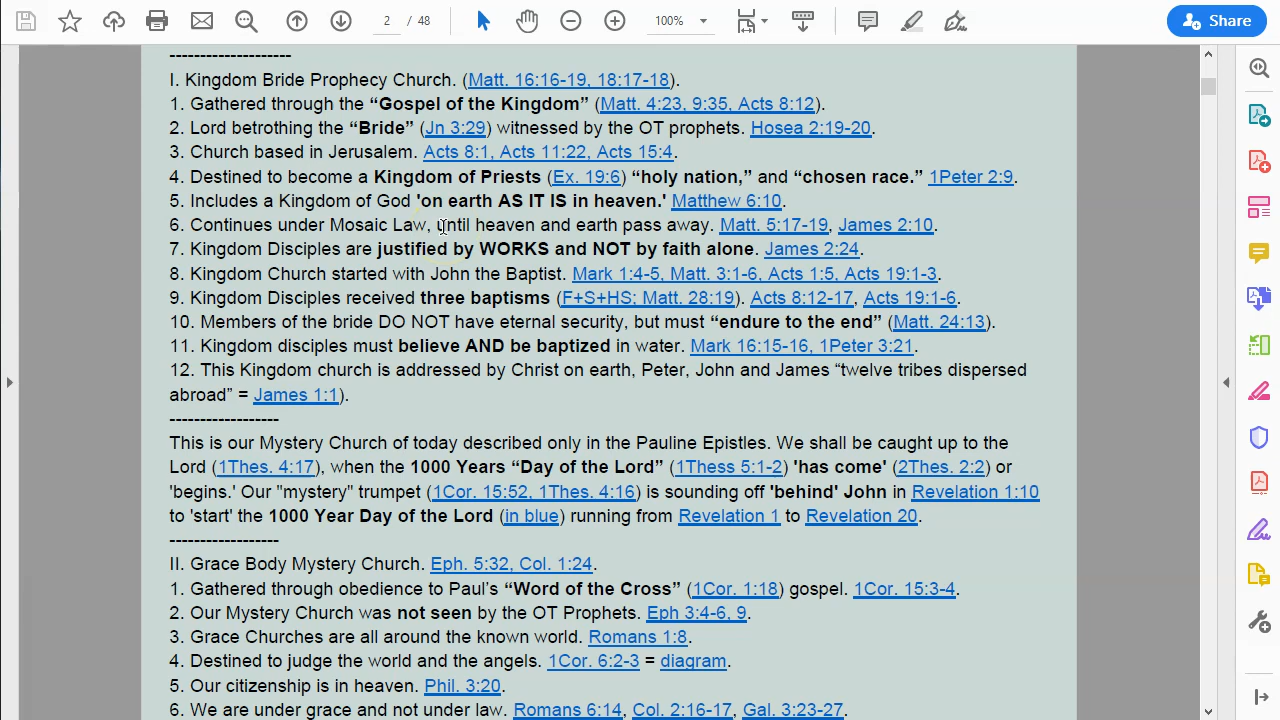 2 / 48
100%
Share
--------------------
I. Kingdom Bride Prophecy Church. (Matt. 16:16-19, 18:17-18).
1. Gathered through the “Gospel of the Kingdom” (Matt. 4:23, 9:35, Acts 8:12).
2. Lord betrothing the “Bride” (Jn 3:29) witnessed by the OT prophets. Hosea 2:19-20.
3. Church based in Jerusalem. Acts 8:1, Acts 11:22, Acts 15:4.
4. Destined to become a Kingdom of Priests (Ex. 19:6) “holy nation,” and “chosen race.” 1Peter 2:9.
5. Includes a Kingdom of God 'on earth AS IT IS in heaven.' Matthew 6:10.
6. Continues under Mosaic Law, until heaven and earth pass away. Matt. 5:17-19, James 2:10.
7. Kingdom Disciples are justified by WORKS and NOT by faith alone. James 2:24.
8. Kingdom Church started with John the Baptist. Mark 1:4-5, Matt. 3:1-6, Acts 1:5, Acts 19:1-3.
9. Kingdom Disciples received three baptisms (F+S+HS: Matt. 28:19). Acts 8:12-17, Acts 19:1-6.
10. Members of the bride DO NOT have eternal security, but must “endure to the end” (Matt. 24:13).
11. Kingdom disciples must believe AND be baptized in water. Mark 16:15-16, 1Peter 3:21.
12. This Kingdom church is addressed by Christ on earth, Peter, John and James “twelve tribes dispersed
abroad” = James 1:1).
------------------
This is our Mystery Church of today described only in the Pauline Epistles. We shall be caught up to the
Lord (1Thes. 4:17), when the 1000 Years “Day of the Lord” (1Thess 5:1-2) 'has come' (2Thes. 2:2) or
'begins.' Our "mystery" trumpet (1Cor. 15:52, 1Thes. 4:16) is sounding off 'behind' John in Revelation 1:10
to 'start' the 1000 Year Day of the Lord (in blue) running from Revelation 1 to Revelation 20.
------------------
II. Grace Body Mystery Church. Eph. 5:32, Col. 1:24.
1. Gathered through obedience to Paul’s “Word of the Cross” (1Cor. 1:18) gospel. 1Cor. 15:3-4.
2. Our Mystery Church was not seen by the OT Prophets. Eph 3:4-6, 9.
3. Grace Churches are all around the known world. Romans 1:8.
4. Destined to judge the world and the angels. 1Cor. 6:2-3 = diagram.
5. Our citizenship is in heaven. Phil. 3:20.
6. We are under grace and not under law. Romans 6:14, Col. 2:16-17, Gal. 3:23-27.